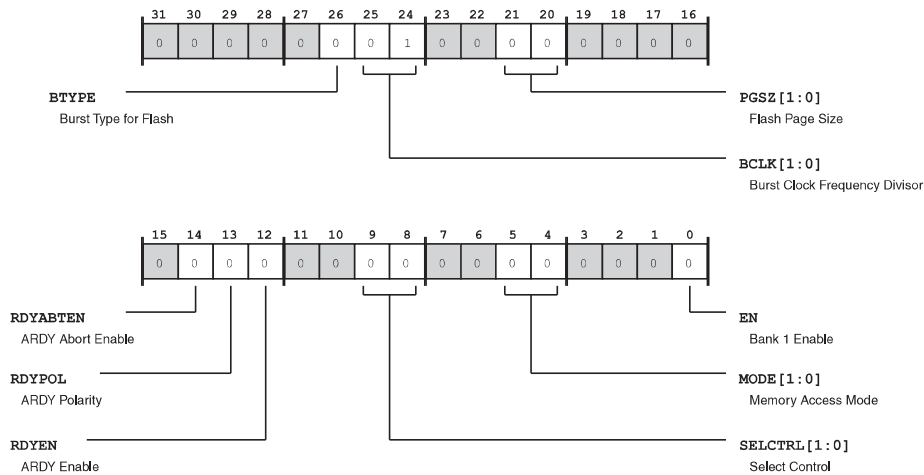 31 30 29 28 27 26 25 24 23 22 21 20 19 18 17 16
0 0 0 0 0 0 0 1 0 0 0 0 0 0 0 0
BTYPE
Burst Type for Flash
PGSZ[1:0]
Flash Page Size
BCLK[1:0]
Burst Clock Frequency Divisor
15 14 13 12 11 10 9 8 7 6 5 4 3 2 1 0
0 0 0 0 0 0 0 0 0 0 0 0 0 0 0 0
RDYABTEN
ARDY Abort Enable
EN
Bank 1 Enable
RDYPOL
ARDY Polarity
MODE[1:0]
Memory Access Mode
RDYEN
ARDY Enable
SELCTRL[1:0]
Select Control